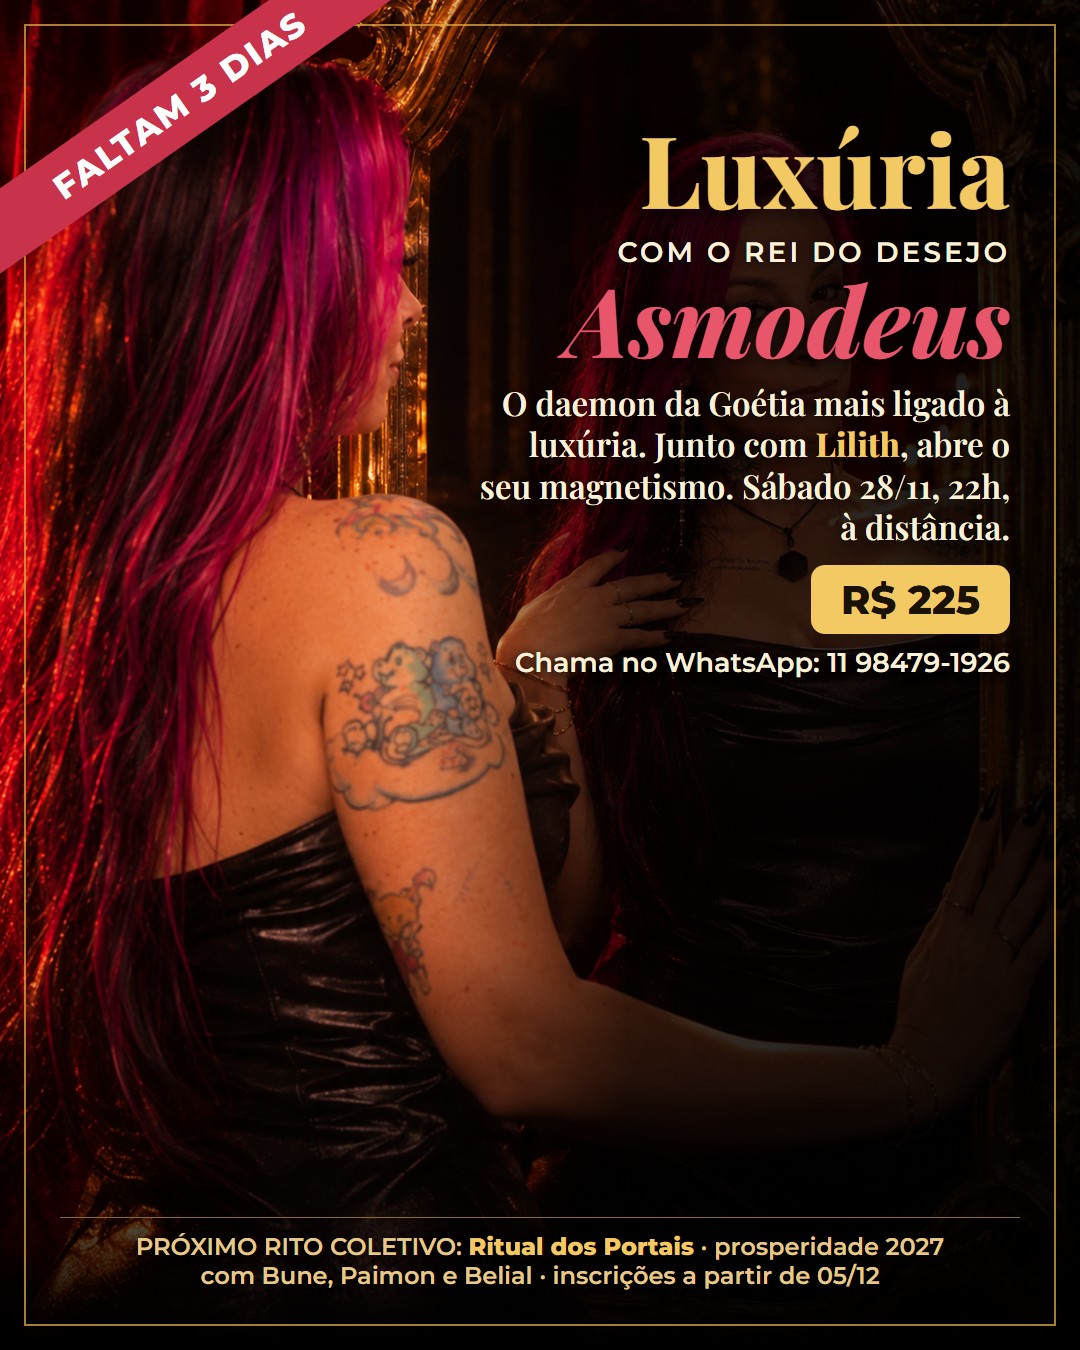 FALTAM 3 DIAS
Luxúria
COM O REI DO DESEJO
Asmodeus
O daemon da Goétia mais ligado à
luxúria. Junto com Lilith, abre o
seu magnetismo. Sábado 28/11, 22h,
à distância.
R$ 225
Chama no WhatsApp: 11 98479-1926
PRÓXIMO RITO COLETIVO: Ritual dos Portais · prosperidade 2027
com Bune, Paimon e Belial · inscrições a partir de 05/12